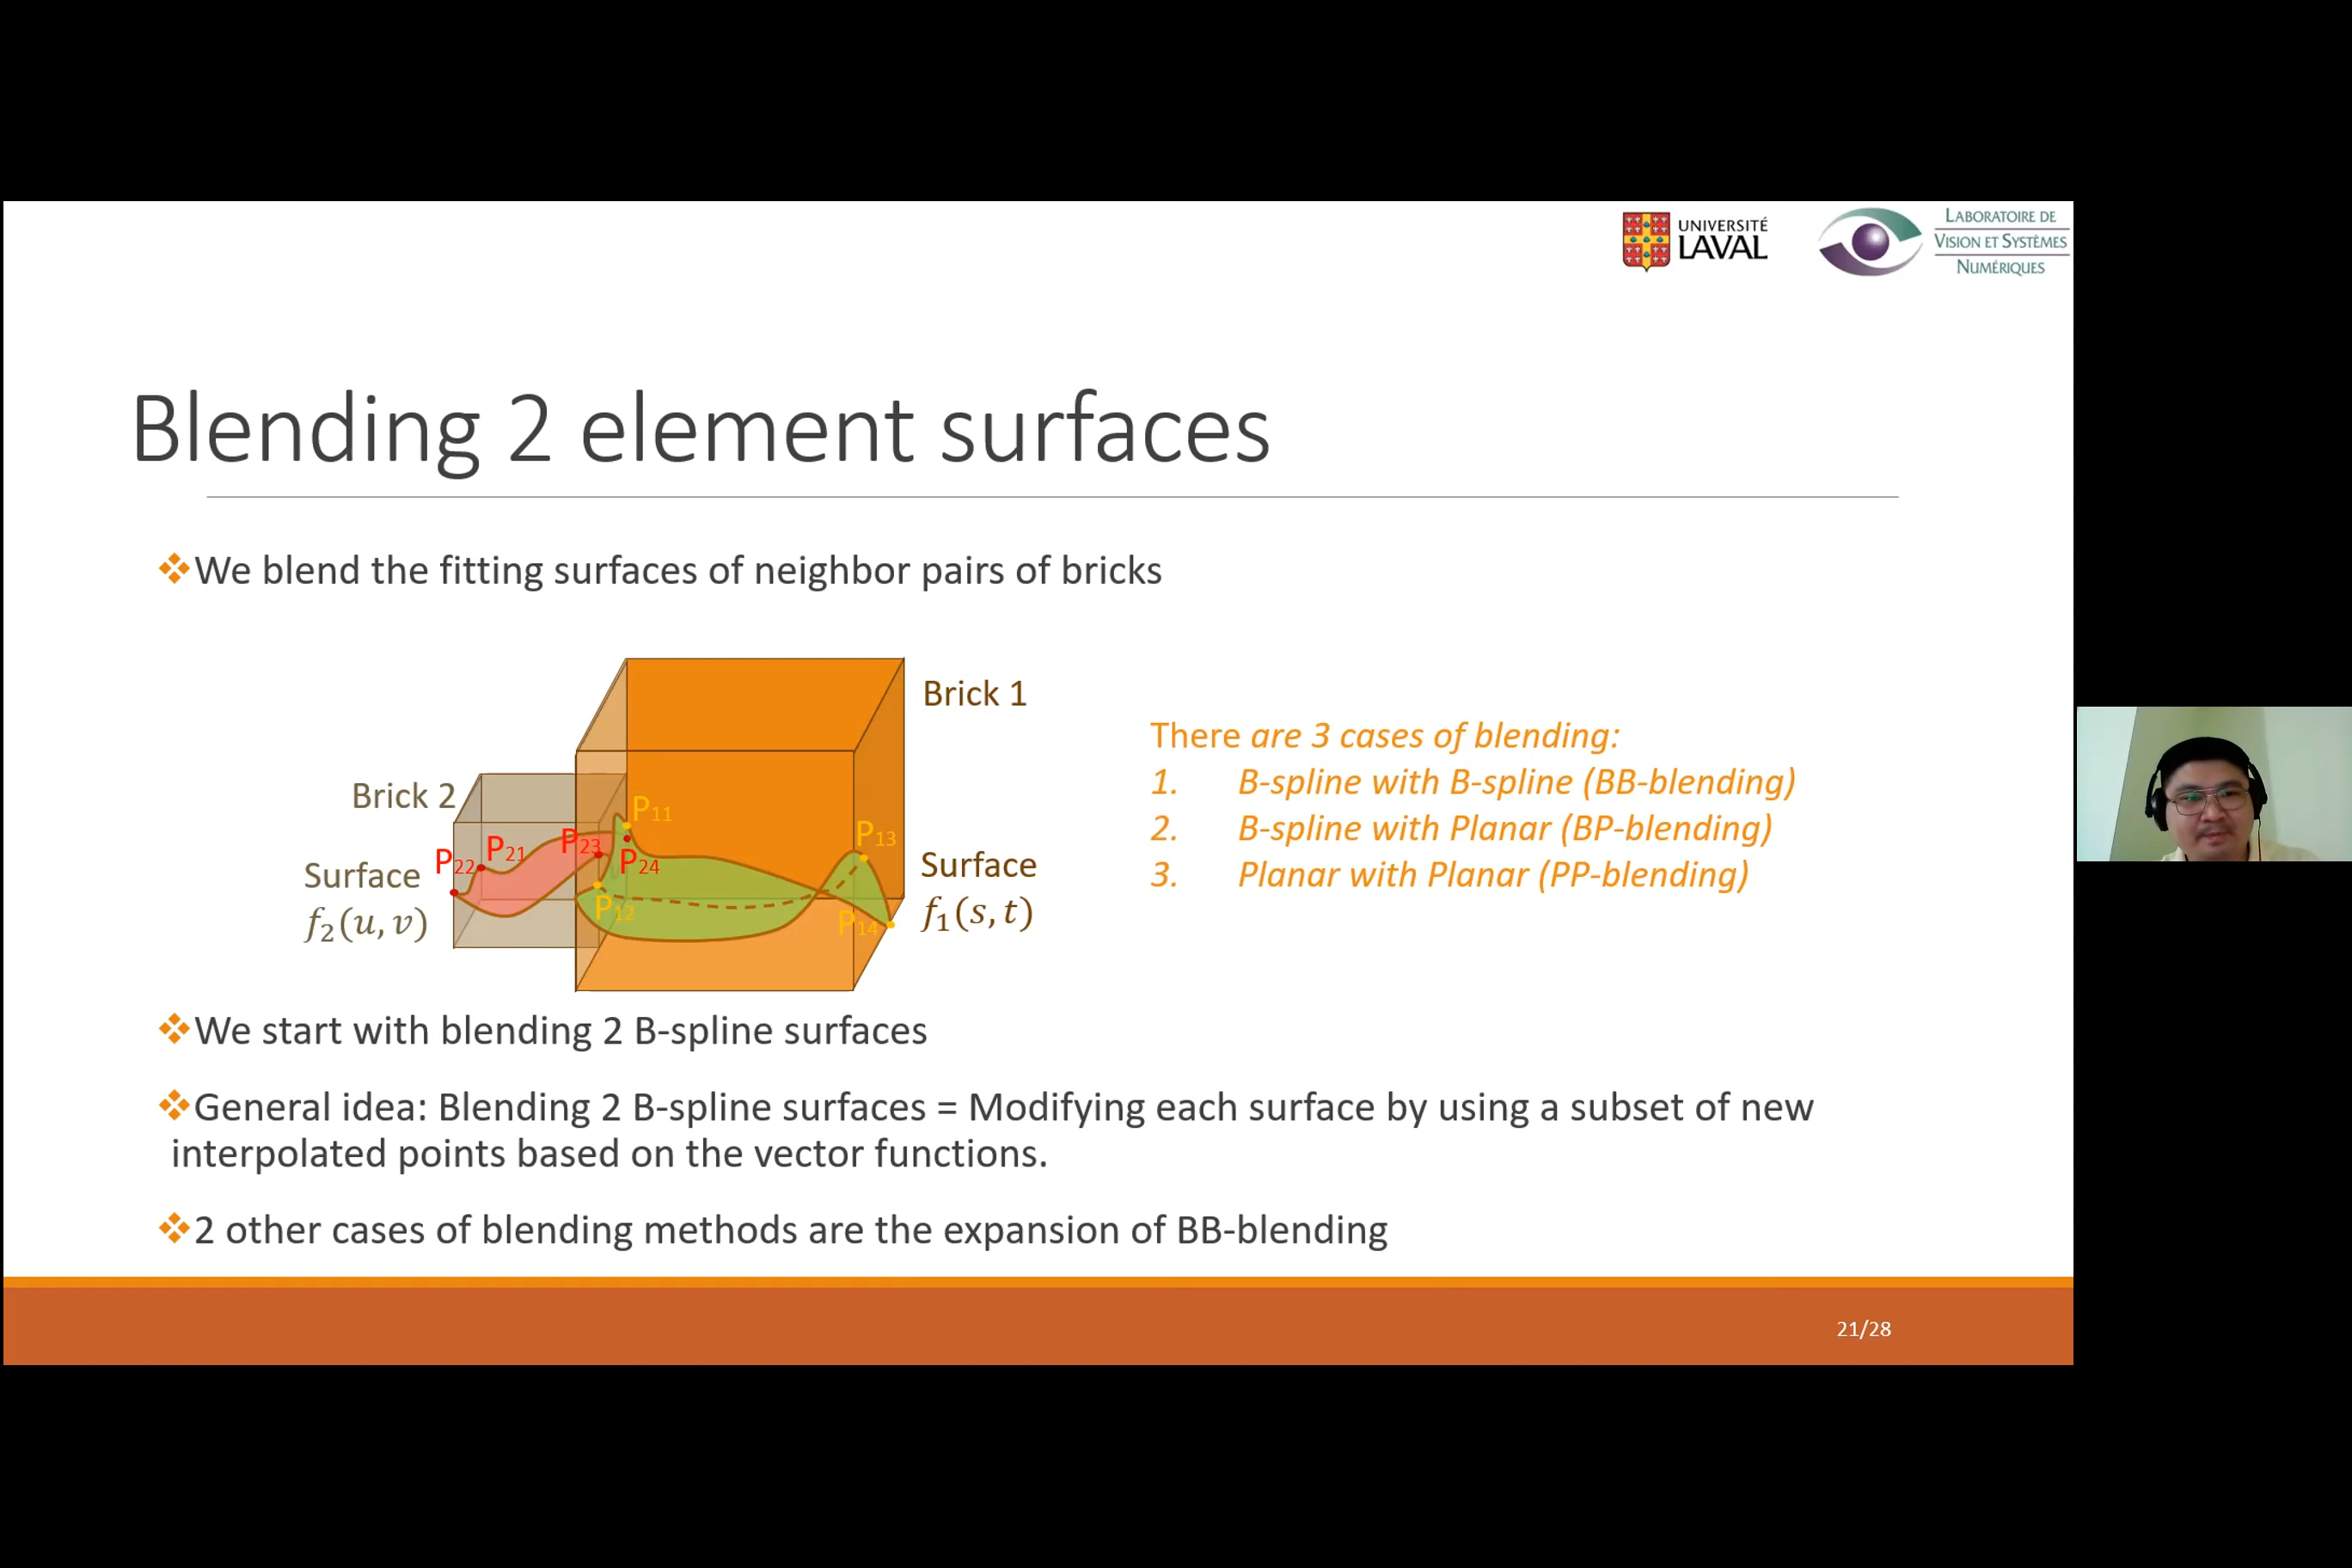 UNIVERSITÉ
LAVAL
LABORATOIRE DE
VISION ET SYSTÈMES
NUMÉRIQUES
Blending 2 element surfaces
❖We blend the fitting surfaces of neighbor pairs of bricks
Brick 1
Brick 2
P11
P13
P23
P21
P22
P24
P12
P14
Surface
f₂(u, v)
Surface
f₁(s, t)
There are 3 cases of blending:
1. B-spline with B-spline (BB-blending)
2. B-spline with Planar (BP-blending)
3. Planar with Planar (PP-blending)
❖We start with blending 2 B-spline surfaces
❖General idea: Blending 2 B-spline surfaces = Modifying each surface by using a subset of new
interpolated points based on the vector functions.
❖2 other cases of blending methods are the expansion of BB-blending
21/28